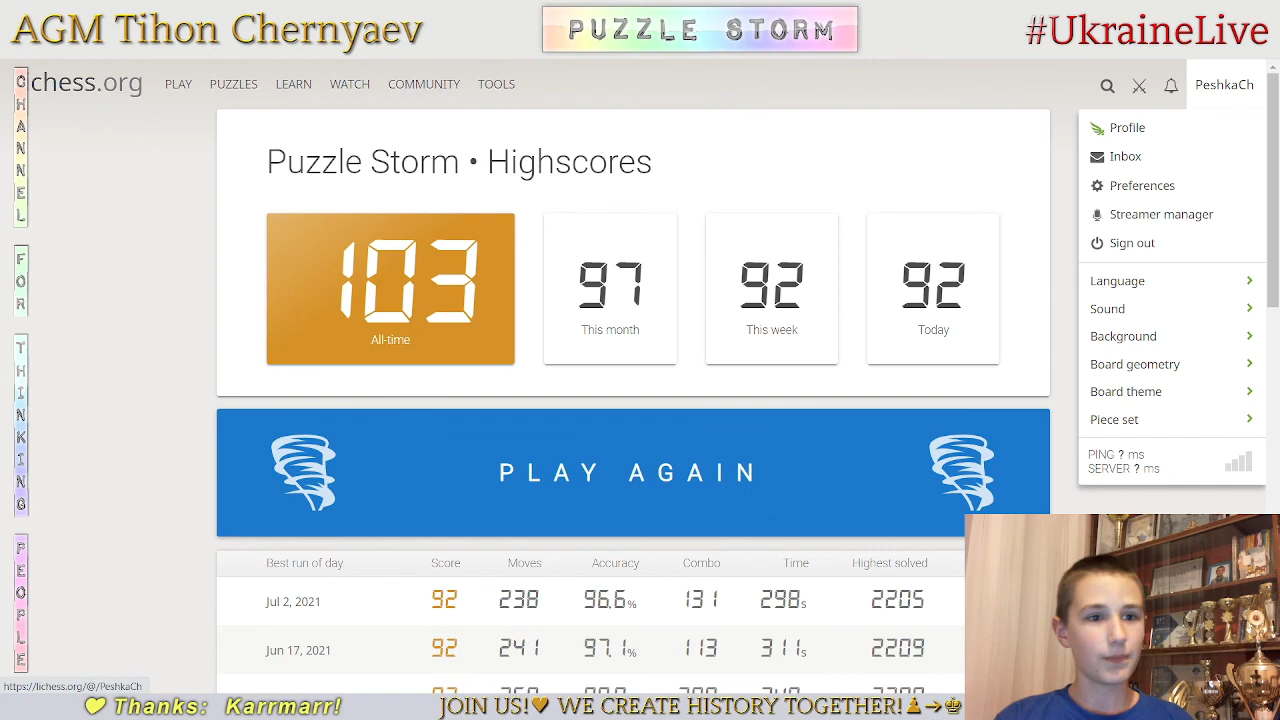 AGM Tihon Chernyaev
PUZZLE STORM
#UkraineLive
CHANNEL FOR THINKING PEOPLE
chess.org
PLAY PUZZLES LEARN WATCH COMMUNITY TOOLS
PeshkaCh
Puzzle Storm • Highscores
103
All-time
97
This month
92
This week
92
Today
Profile
Inbox
Preferences
Streamer manager
Sign out
Language
Sound
Background
Board geometry
Board theme
Piece set
PING ? ms
SERVER ? ms
PLAY AGAIN
Best run of day Score Moves Accuracy Combo Time Highest solved
Jul 2, 2021 92 238 96.6% 131 298s 2205
Jun 17, 2021 92 241 97.1% 113 311s 2209
https://lichess.org/@/PeshkaCh
Thanks: Karrmarr!
JOIN US!♥ WE CREATE HISTORY TOGETHER!♟→♚